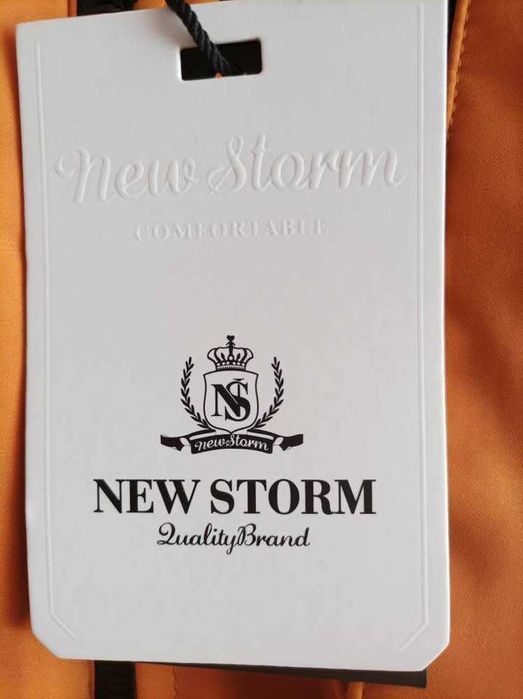 New Storm
COMFORTABLE
NS
newStorm
NEW STORM
QualityBrand